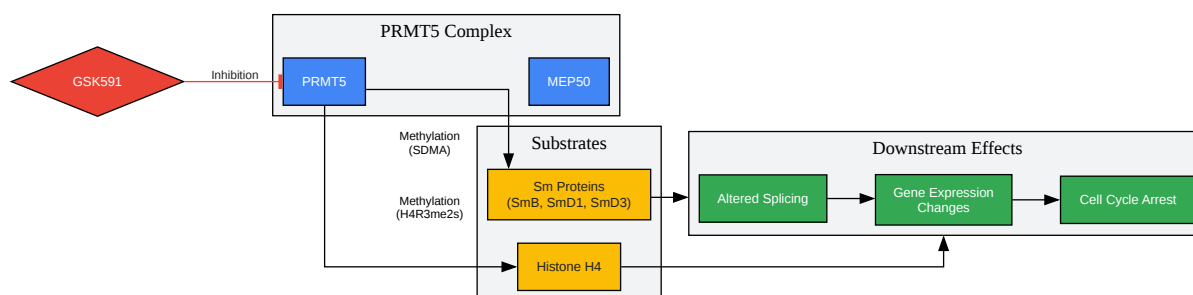 PRMT5 Complex
GSK591
Inhibition
PRMT5
MEP50
Methylation
(SDMA)
Substrates
Downstream Effects
Methylation
(H4R3me2s)
Sm Proteins
(SmB, SmD1, SmD3)
Altered Splicing
Gene Expression
Changes
Cell Cycle Arrest
Histone H4